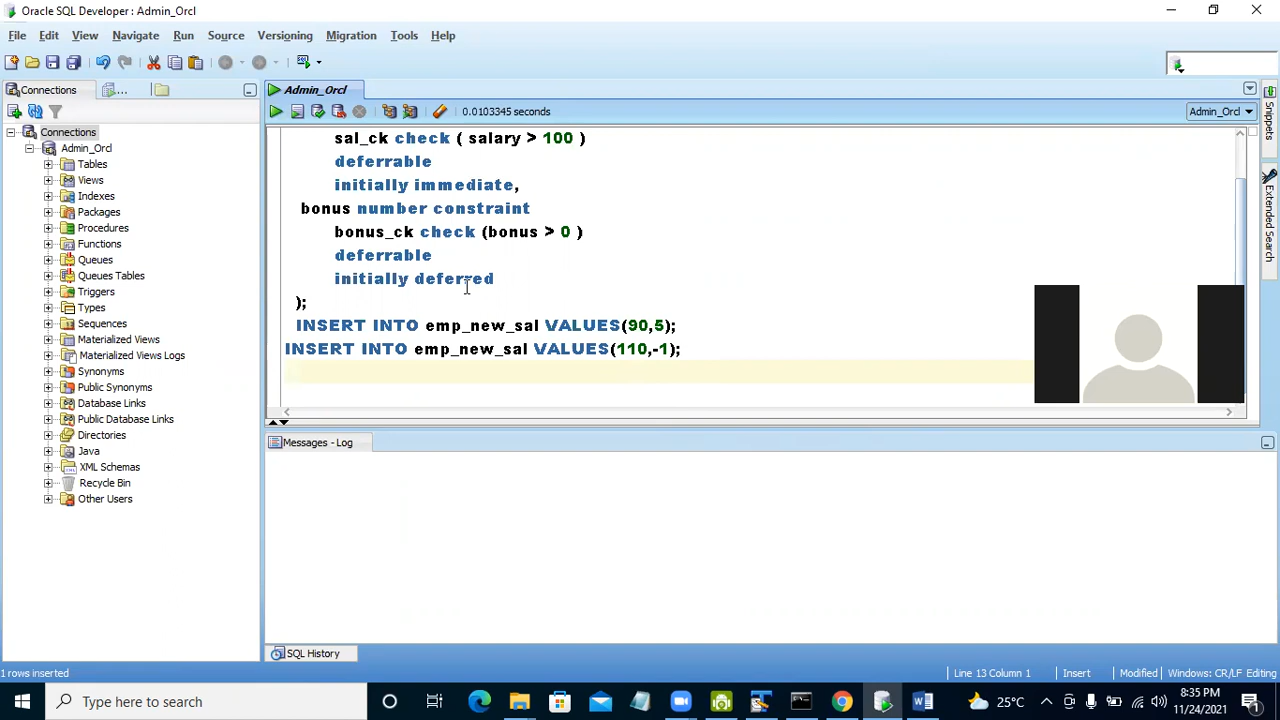 Oracle SQL Developer : Admin_Orcl
File Edit View Navigate Run Source Versioning Migration Tools Help
Connections ...
Admin_Orcl
0.0103345 seconds
Admin_Orcl
Connections
Admin_Orcl
Tables
Views
Indexes
Packages
Procedures
Functions
Queues
Queues Tables
Triggers
Types
Sequences
Materialized Views
Materialized Views Logs
Synonyms
Public Synonyms
Database Links
Public Database Links
Directories
Java
XML Schemas
Recycle Bin
Other Users
sal_ck check ( salary > 100 )
deferrable
initially immediate,
bonus number constraint
bonus_ck check (bonus > 0 )
deferrable
initially deferred
);
INSERT INTO emp_new_sal VALUES(90,5);
INSERT INTO emp_new_sal VALUES(110,-1);
Snippets
Extended Search
Messages - Log
SQL History
1 rows inserted
Line 13 Column 1
Insert
Modified
Windows: CR/LF Editing
Type here to search
25°C
8:35 PM
11/24/2021
1